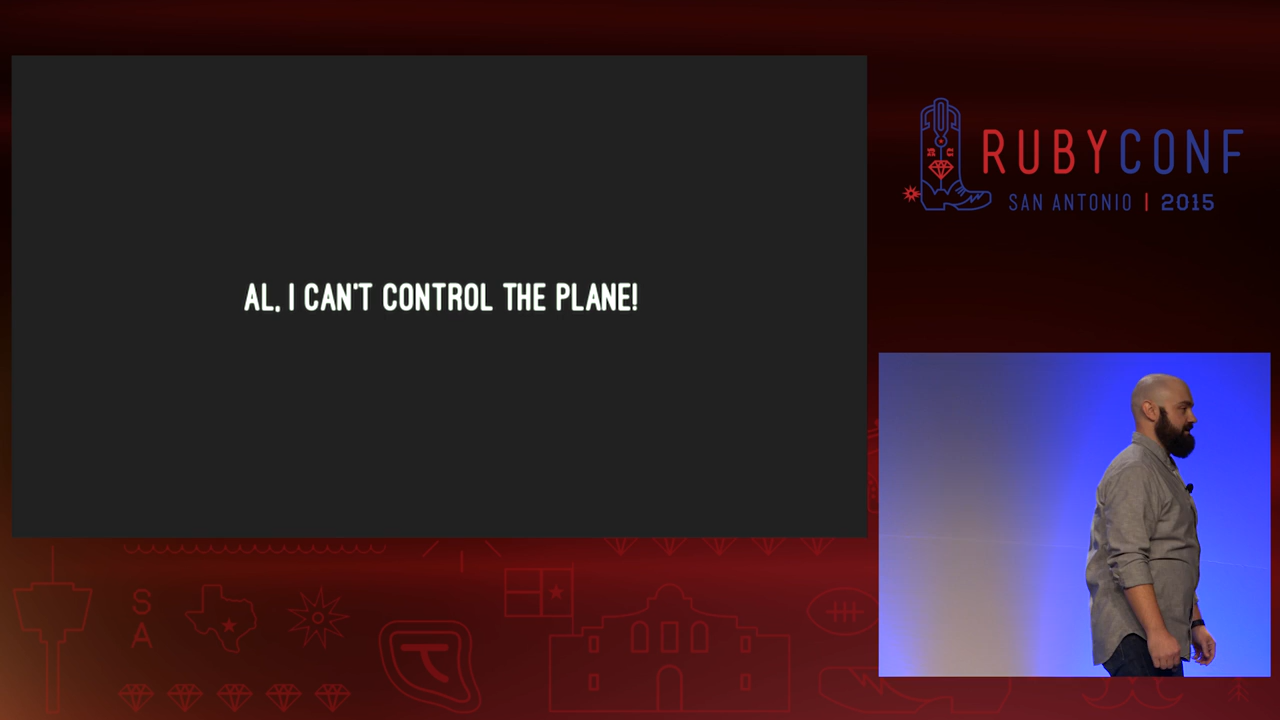 AL, I CAN'T CONTROL THE PLANE!
RUBYCONF
SAN ANTONIO | 2015
S
A